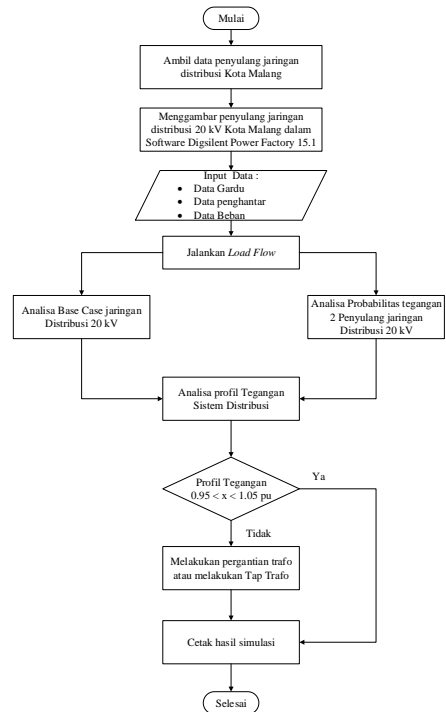 Mulai
Ambil data penyulang jaringan
distribusi Kota Malang
Menggambar penyulang jaringan
distribusi 20 kV Kota Malang dalam
Software Digsilent Power Factory 15.1
Input Data :
• Data Gardu
• Data penghantar
• Data Beban
Jalankan Load Flow
Analisa Base Case jaringan
Distribusi 20 kV
Analisa Probabilitas tegangan
2 Penyulang jaringan
Distribusi 20 kV
Analisa profil Tegangan
Sistem Distribusi
Profil Tegangan
0.95 < x < 1.05 pu
Ya
Tidak
Melakukan pergantian trafo
atau melakukan Tap Trafo
Cetak hasil simulasi
Selesai